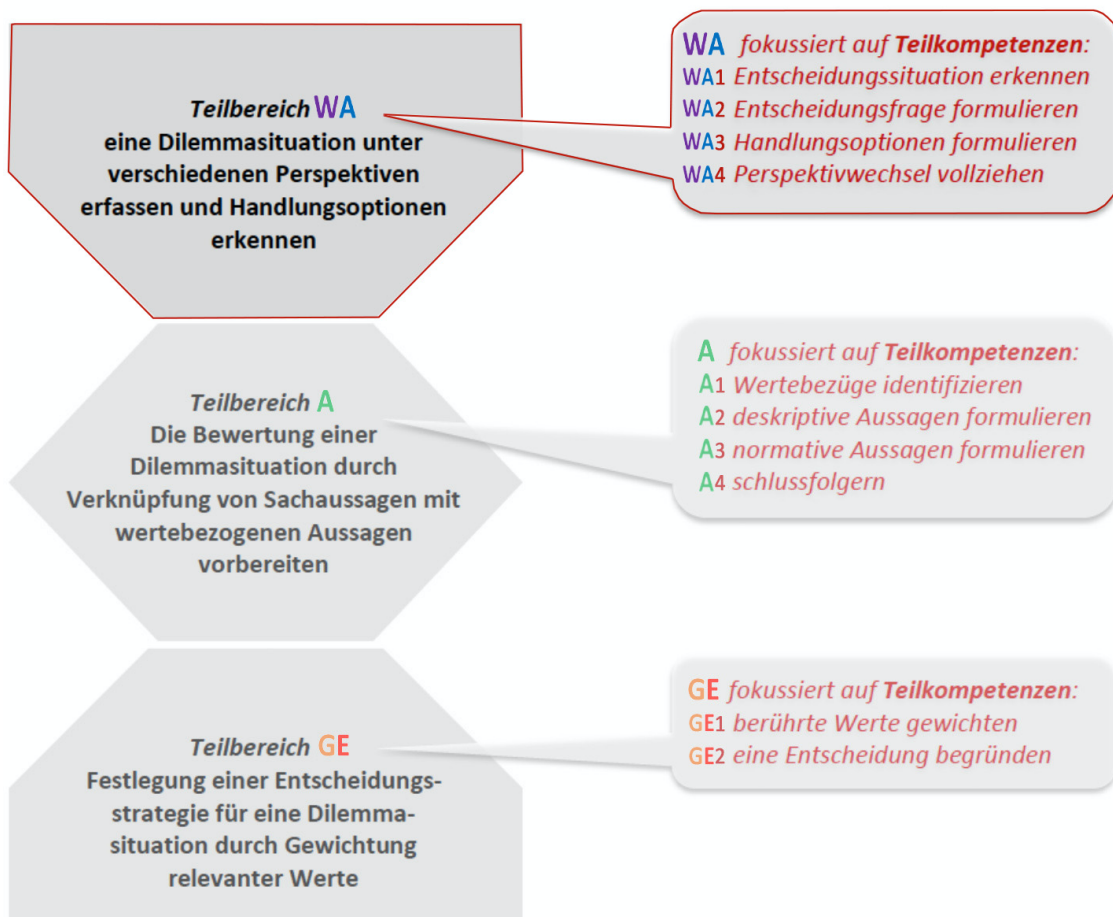 Teilbereich WA
eine Dilemmasituation unter
verschiedenen Perspektiven
erfassen und Handlungsoptionen
erkennen
WA fokussiert auf Teilkompetenzen:
WA1 Entscheidungssituation erkennen
WA2 Entscheidungsfrage formulieren
WA3 Handlungsoptionen formulieren
WA4 Perspektivwechsel vollziehen
Teilbereich A
Die Bewertung einer
Dilemmasituation durch
Verknüpfung von Sachaussagen mit
wertebezogenen Aussagen
vorbereiten
A fokussiert auf Teilkompetenzen:
A1 Wertebezüge identifizieren
A2 deskriptive Aussagen formulieren
A3 normative Aussagen formulieren
A4 schlussfolgern
Teilbereich GE
Festlegung einer Entscheidungs-
strategie für eine Dilemma-
situation durch Gewichtung
relevanter Werte
GE fokussiert auf Teilkompetenzen:
GE1 berührte Werte gewichten
GE2 eine Entscheidung begründen